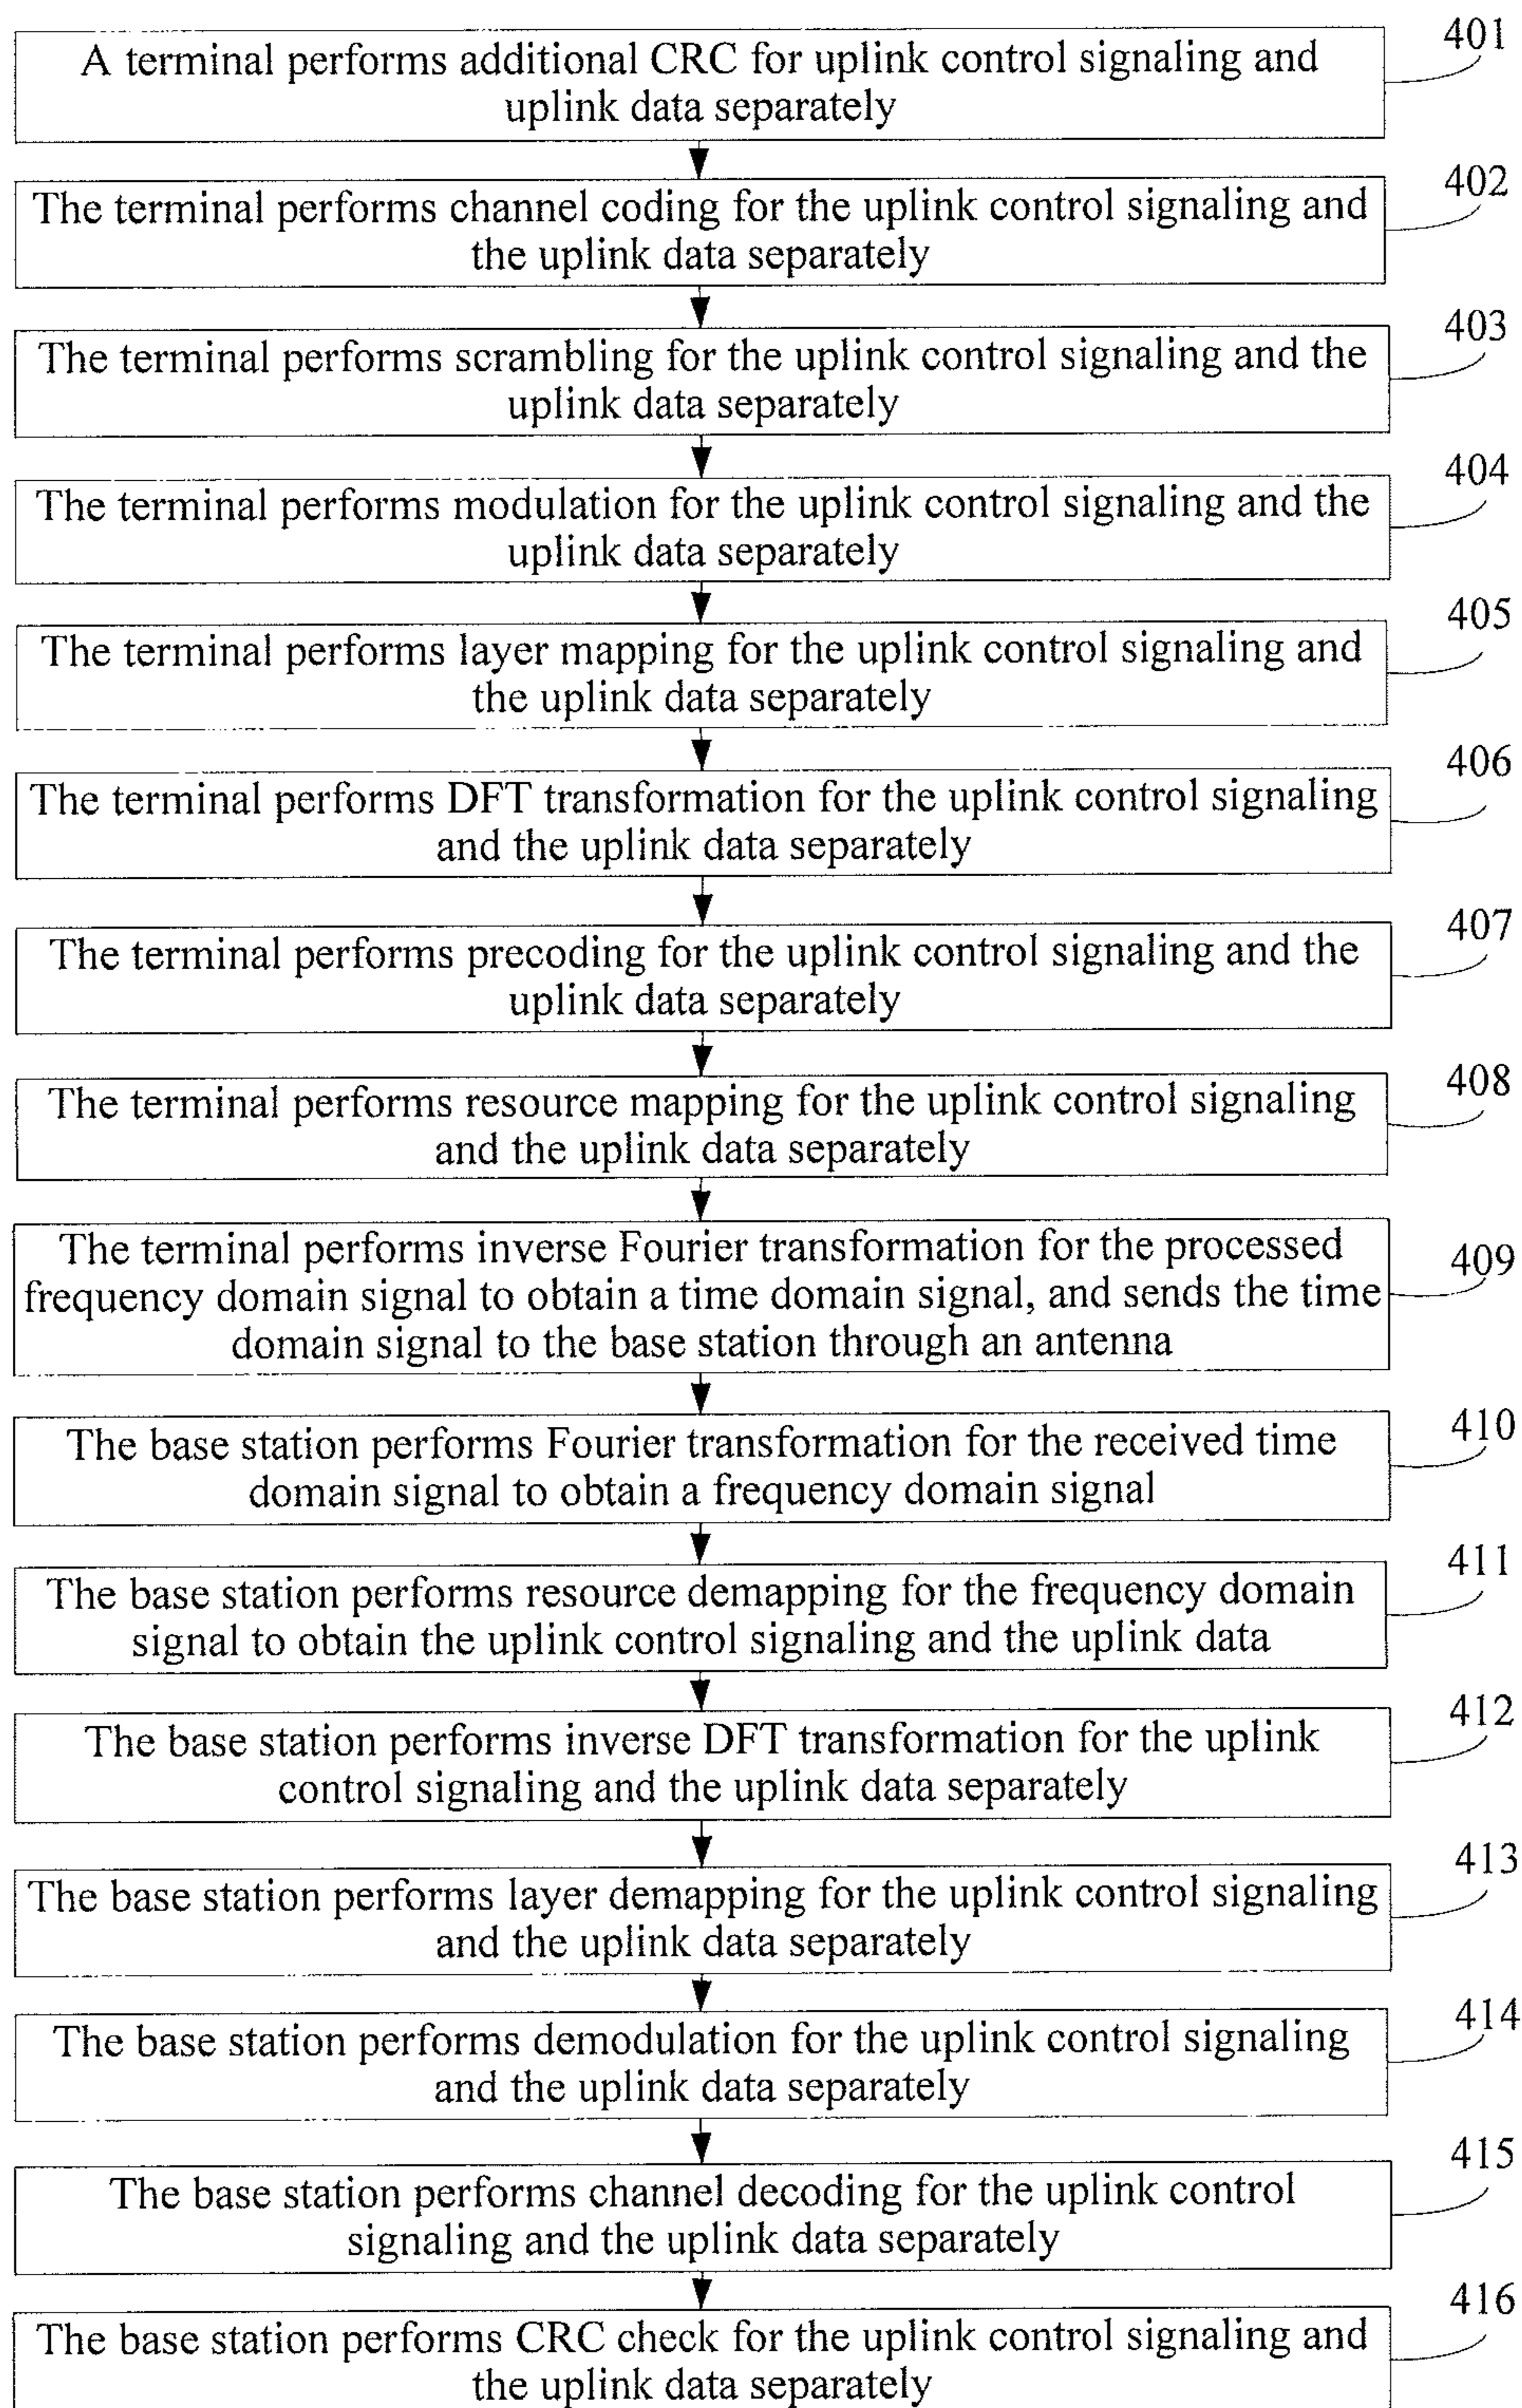 401
A terminal performs additional CRC for uplink control signaling and
uplink data separately
402
The terminal performs channel coding for the uplink control signaling and
the uplink data separately
403
The terminal performs scrambling for the uplink control signaling and the
uplink data separately
404
The terminal performs modulation for the uplink control signaling and the
uplink data separately
405
The terminal performs layer mapping for the uplink control signaling and
the uplink data separately
406
The terminal performs DFT transformation for the uplink control signaling
and the uplink data separately
407
The terminal performs precoding for the uplink control signaling and the
uplink data separately
408
The terminal performs resource mapping for the uplink control signaling
and the uplink data separately
409
The terminal performs inverse Fourier transformation for the processed
frequency domain signal to obtain a time domain signal, and sends the time
domain signal to the base station through an antenna
410
The base station performs Fourier transformation for the received time
domain signal to obtain a frequency domain signal
411
The base station performs resource demapping for the frequency domain
signal to obtain the uplink control signaling and the uplink data
412
The base station performs inverse DFT transformation for the uplink
control signaling and the uplink data separately
413
The base station performs layer demapping for the uplink control signaling
and the uplink data separately
414
The base station performs demodulation for the uplink control signaling
and the uplink data separately
415
The base station performs channel decoding for the uplink control
signaling and the uplink data separately
416
The base station performs CRC check for the uplink control signaling and
the uplink data separately